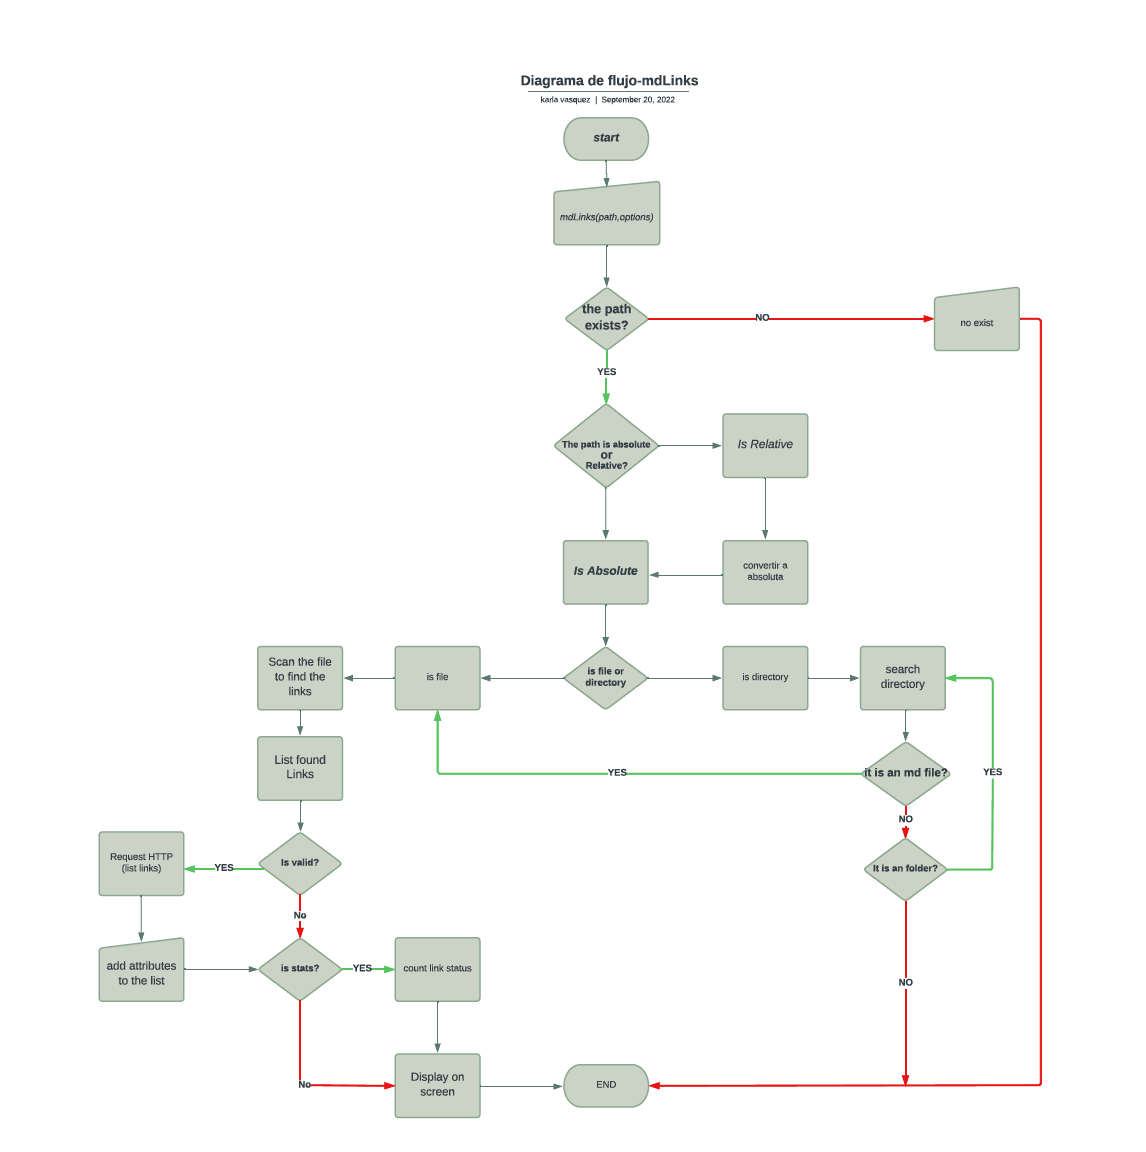 Diagrama de flujo-mdLinks
karla vasquez | September 20, 2022
start
mdLinks(path,options)
the path
exists?
NO
no exist
YES
The path is absolute
or
Relative?
Is Relative
Is Absolute
convertir a
absoluta
Scan the file
to find the
links
is file
is file or
directory
is directory
search
directory
List found
Links
YES
it is an md file?
YES
NO
Request HTTP
(list links)
YES
Is valid?
It is an folder?
No
add attributes
to the list
is stats?
YES
count link status
NO
No
Display on
screen
END